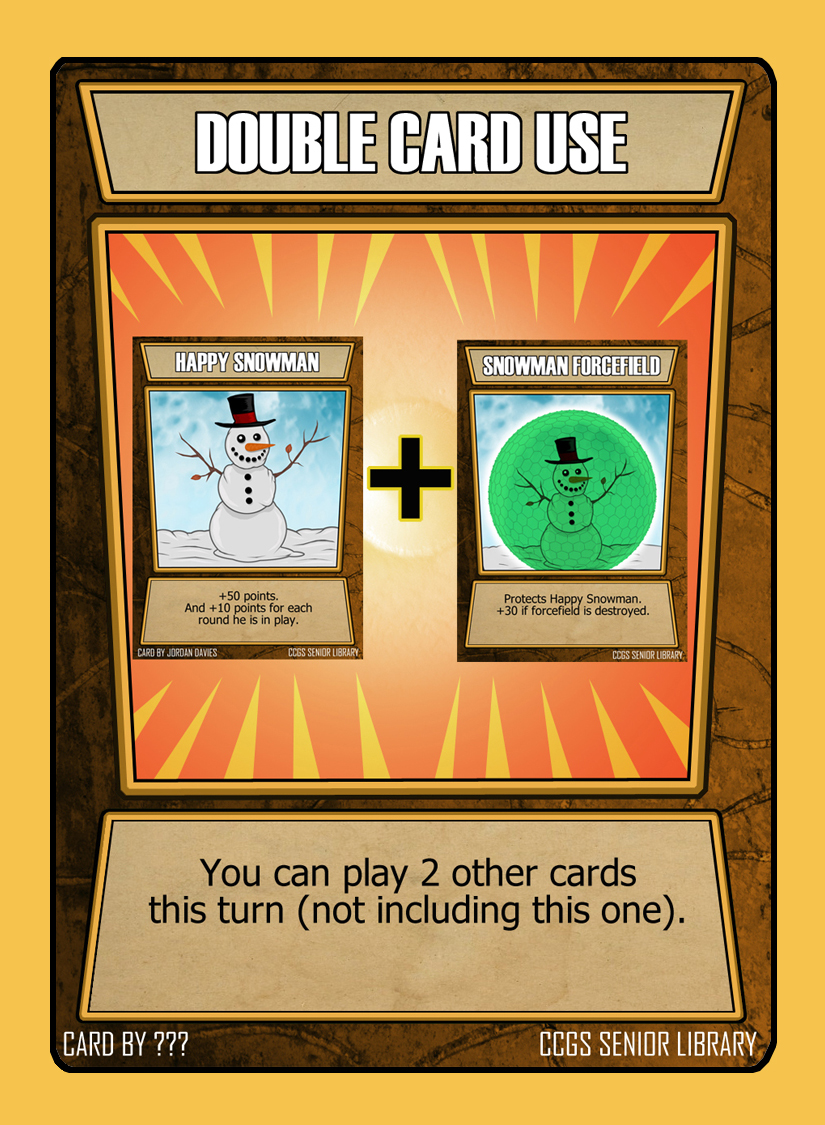 DOUBLE CARD USE
HAPPY SNOWMAN
+50 points.
And +10 points for each
round he is in play.
CARD BY JORDAN DAVIES
CCGS SENIOR LIBRARY
SNOWMAN FORCEFIELD
Protects Happy Snowman.
+30 if forcefield is destroyed.
CCGS SENIOR LIBRARY
You can play 2 other cards
this turn (not including this one).
CARD BY ???
CCGS SENIOR LIBRARY